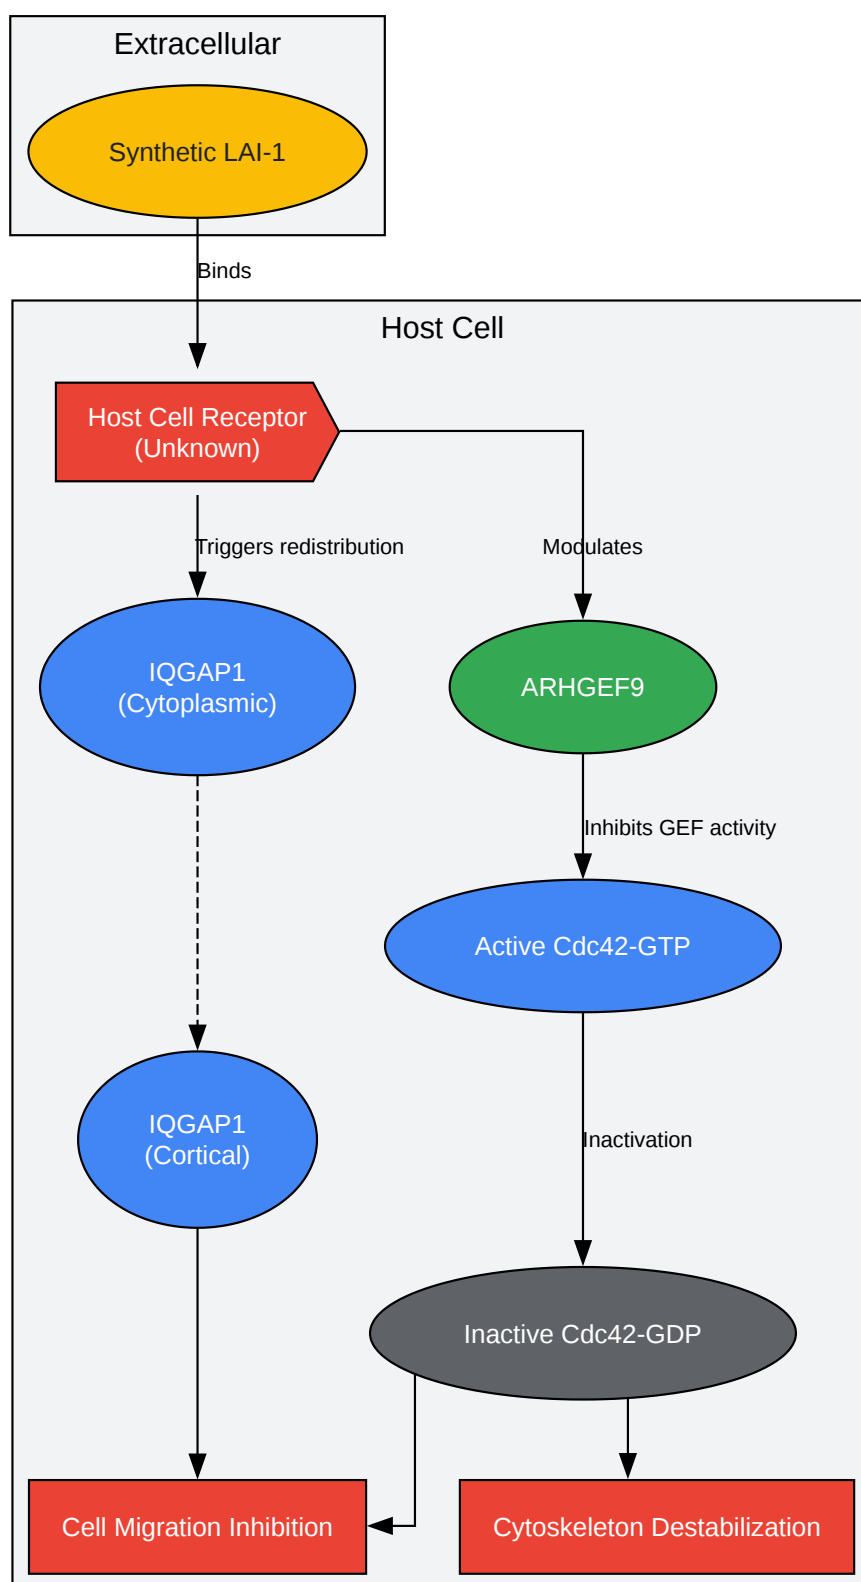 Extracellular
Synthetic LAI-1
Binds
Host Cell
Host Cell Receptor
(Unknown)
Triggers redistribution
Modulates
IQGAP1
(Cytoplasmic)
ARHGEF9
Inhibits GEF activity
Active Cdc42-GTP
IQGAP1
(Cortical)
Inactivation
Inactive Cdc42-GDP
Cell Migration Inhibition
Cytoskeleton Destabilization